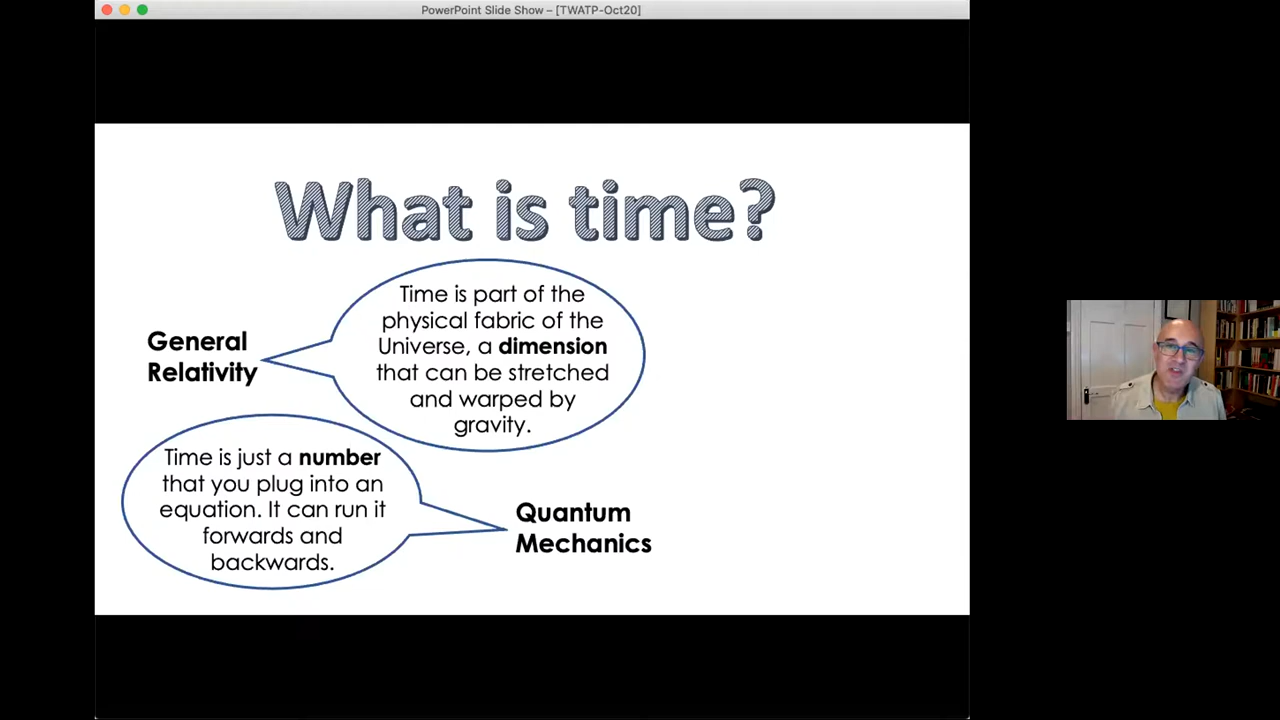 PowerPoint Slide Show – [TWATP-Oct20]
What is time?
General
Relativity
Time is part of the
physical fabric of the
Universe, a dimension
that can be stretched
and warped by
gravity.
Time is just a number
that you plug into an
equation. It can run it
forwards and
backwards.
Quantum
Mechanics